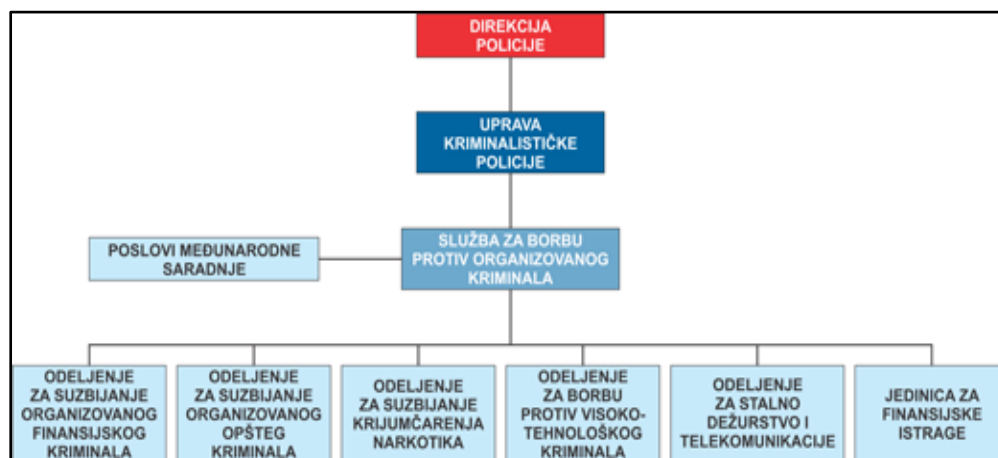 DIREKCIJA
POLICIJE
UPRAVA
KRIMINALISTIČKE
POLICIJE
POSLOVI MEĐUNARODNE
SARADNJE
SLUŽBA ZA BORBU
PROTIV ORGANIZOVANOG
KRIMINALA
ODELJENJE
ZA SUZBIJANJE
ORGANIZOVANOG
FINANSIJSKOG
KRIMINALA
ODELJENJE
ZA SUZBIJANJE
ORGANIZOVANOG
OPŠTEG
KRIMINALA
ODELJENJE
ZA SUZBIJANJE
KRIJUMČARENJA
NARKOTIKA
ODELJENJE
ZA BORBU
PROTIV VISOKO-
TEHNOLOŠKOG
KRIMINALA
ODELJENJE
ZA STALNO
DEŽURSTVO I
TELEKOMUNIKACIJE
JEDINICA ZA
FINANSIJSKE
ISTRAGE